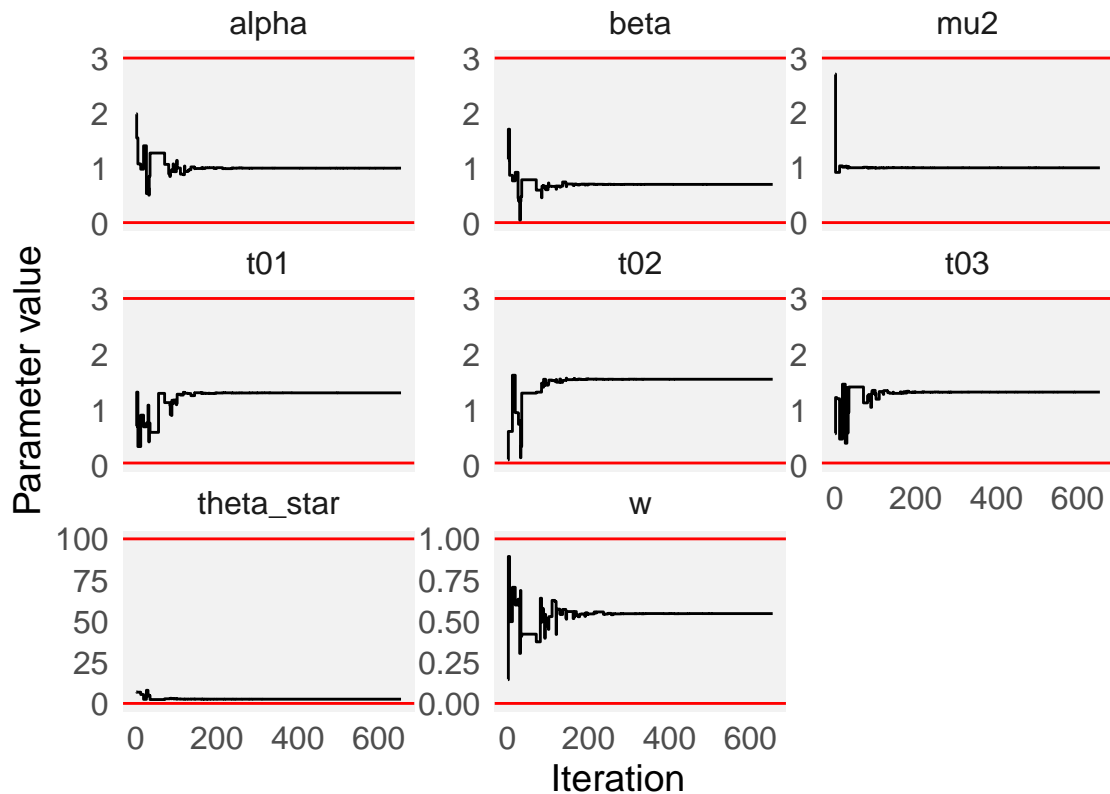 alpha beta mu2
3 3 3
2 2 2
1 1 1
0 0 3
t01 t02 t03
3 3 3
2 2 2
1 1 1
0 0 3
0 200 400 600
theta_star w
100 1.00
75 0.75
50 0.50
25 0.25
0 0.00
0 200 400 600 0 200 400 600
Parameter value
Iteration